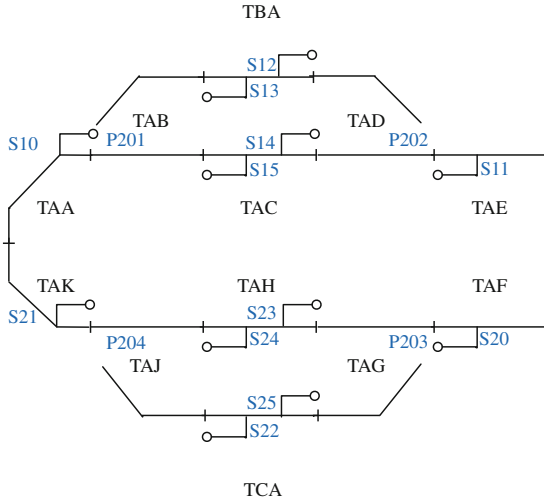 TBA
S12
S13
TAB
TAD
S10
P201
S14
P202
S15
S11
TAA
TAC
TAE
TAK
TAH
TAF
S21
S23
P204
S24
P203
S20
TAJ
TAG
S25
S22
TCA